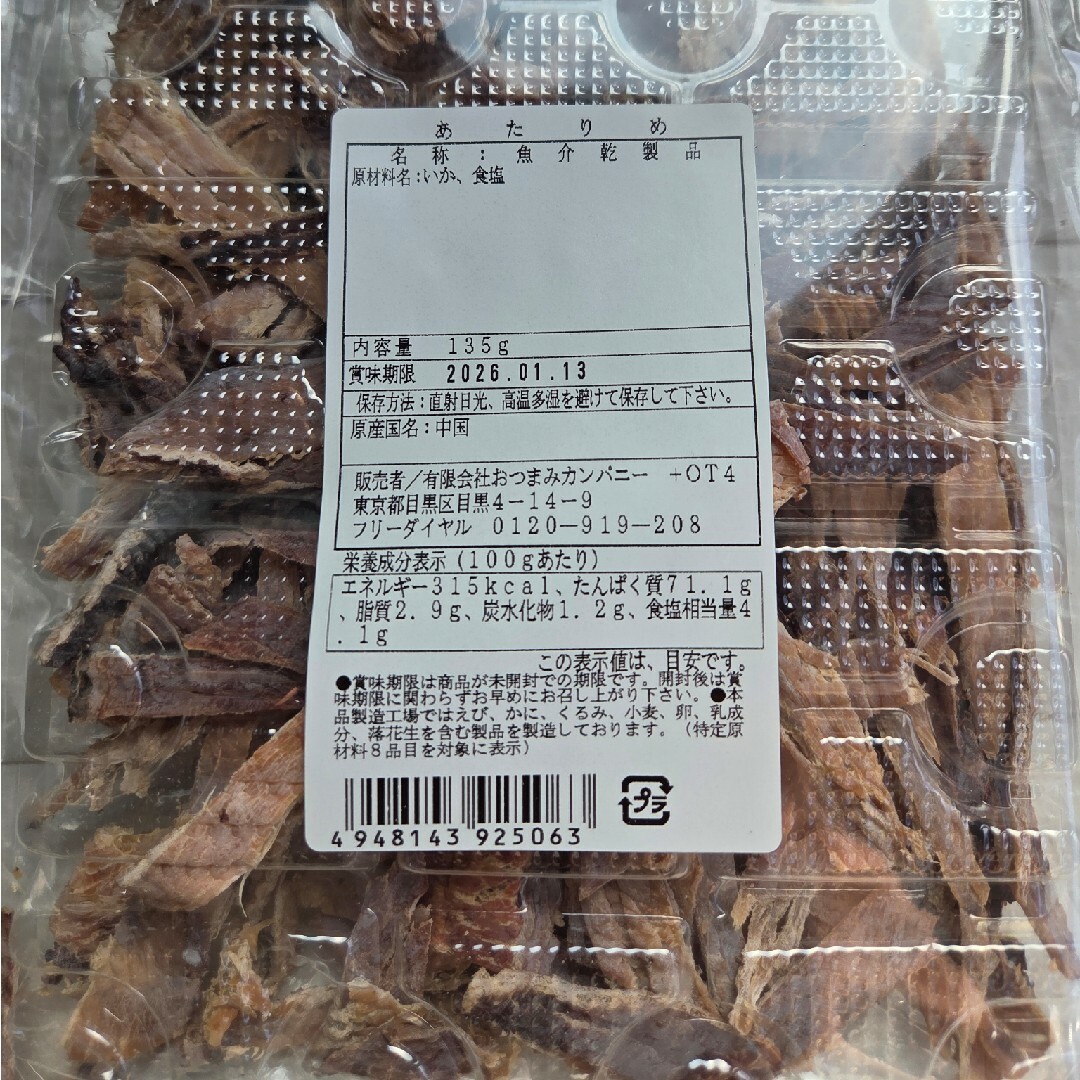 あたりめ
名称：魚介乾製品
原材料名：いか、食塩
内容量 135g
賞味期限 2026.01.13
保存方法：直射日光、高温多湿を避けて保存して下さい。
原産国名：中国
販売者／有限会社おつまみカンパニー +OT4
東京都目黒区目黒4－14－9
フリーダイヤル 0120－919－208
栄養成分表示(100gあたり)
エネルギー315kcal、たんぱく質71.1g
、脂質2.9g、炭水化物1.2g、食塩相当量4
.1g
この表示値は、目安です。
●賞味期限は商品が未開封での期限です。開封後は賞
味期限に関わらずお早めにお召し上がり下さい。●本
品製造工場ではえび、かに、くるみ、小麦、卵、乳成
分、落花生を含む製品を製造しております。（特定原
材料8品目を対象に表示）
プラ
4948143 925063